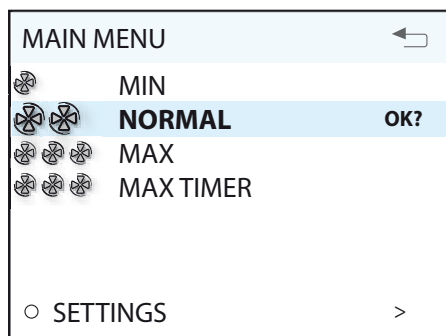 MAIN MENU
MIN
NORMAL OK?
MAX
MAX TIMER
SETTINGS >